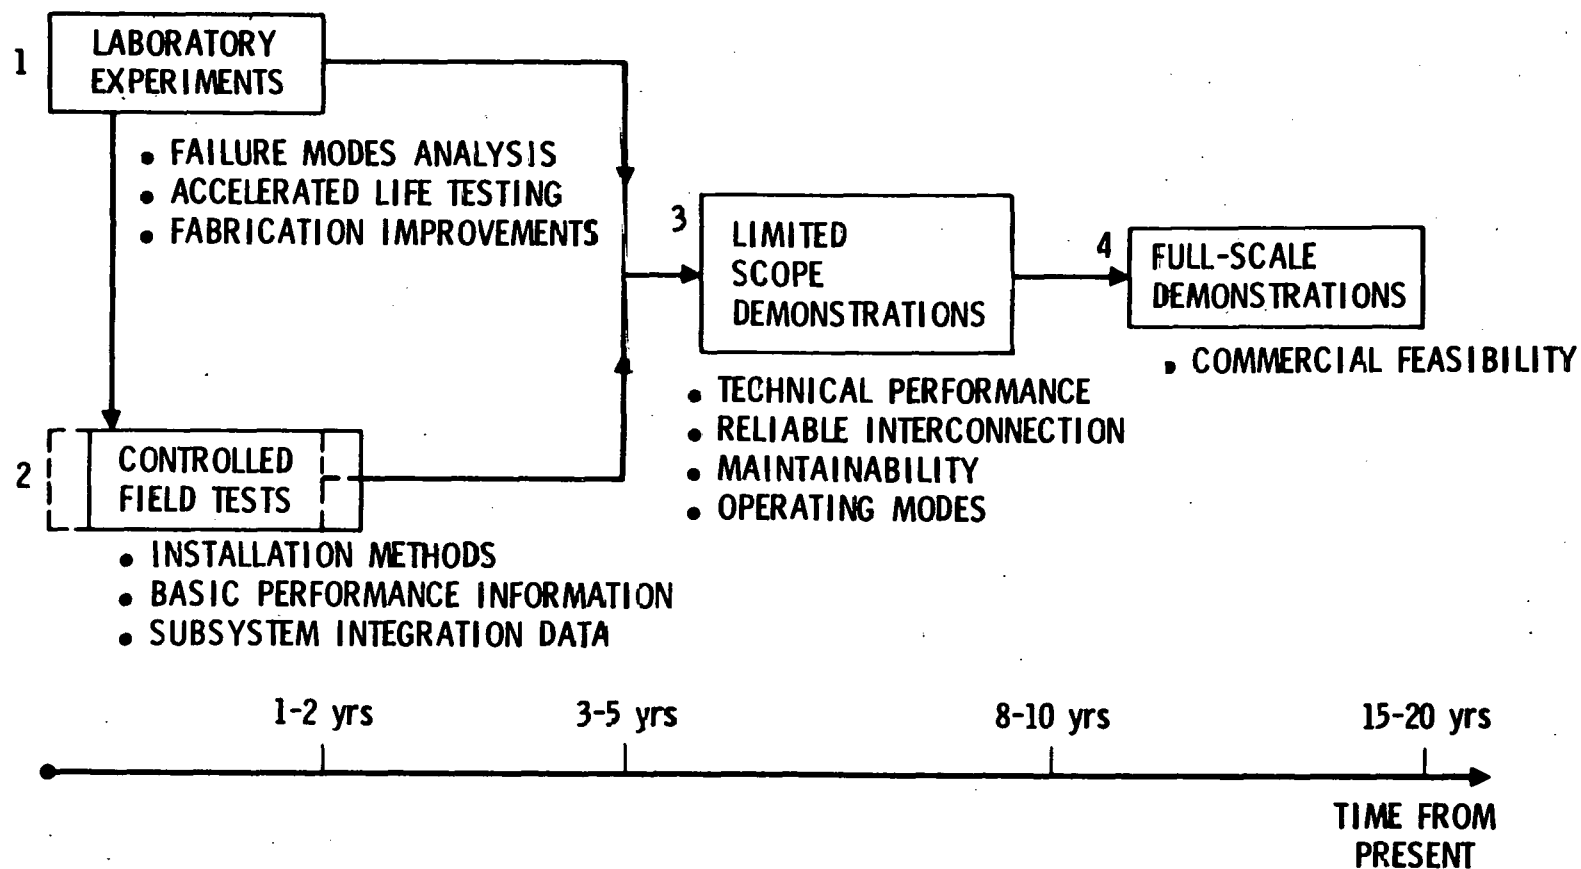 1
LABORATORY
EXPERIMENTS
• FAILURE MODES ANALYSIS
• ACCELERATED LIFE TESTING
• FABRICATION IMPROVEMENTS
2
CONTROLLED
FIELD TESTS
• INSTALLATION METHODS
• BASIC PERFORMANCE INFORMATION
• SUBSYSTEM INTEGRATION DATA
3
LIMITED
SCOPE
DEMONSTRATIONS
• TECHNICAL PERFORMANCE
• RELIABLE INTERCONNECTION
• MAINTAINABILITY
• OPERATING MODES
4
FULL-SCALE
DEMONSTRATIONS
• COMMERCIAL FEASIBILITY
1-2 yrs
3-5 yrs
8-10 yrs
15-20 yrs
TIME FROM
PRESENT